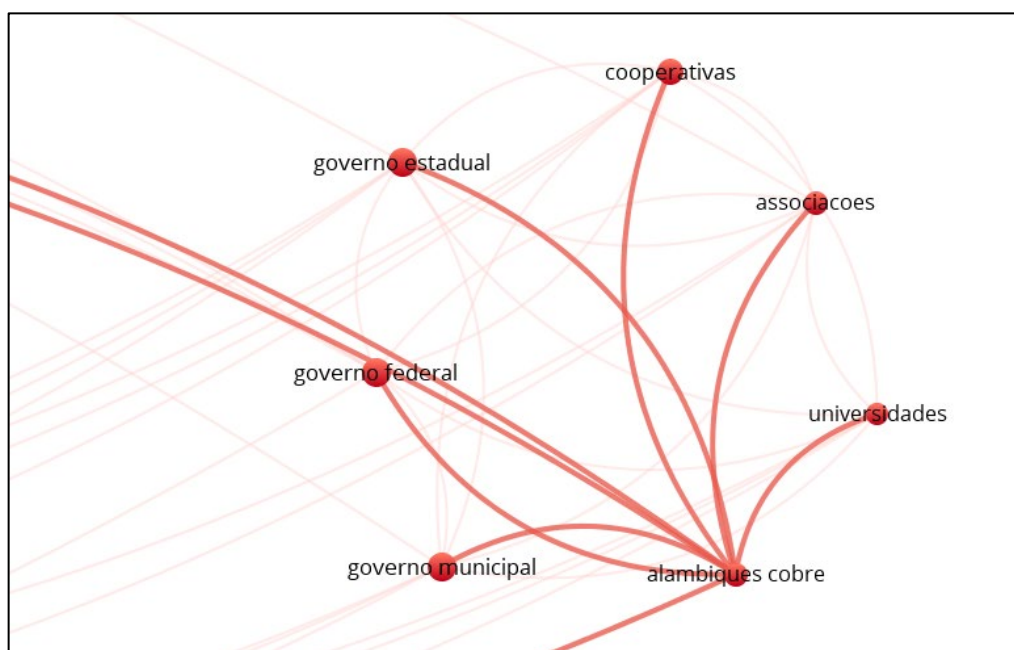 cooperativas
governo estadual
associacoes
governo federal
universidades
governo municipal
alambiques cobre